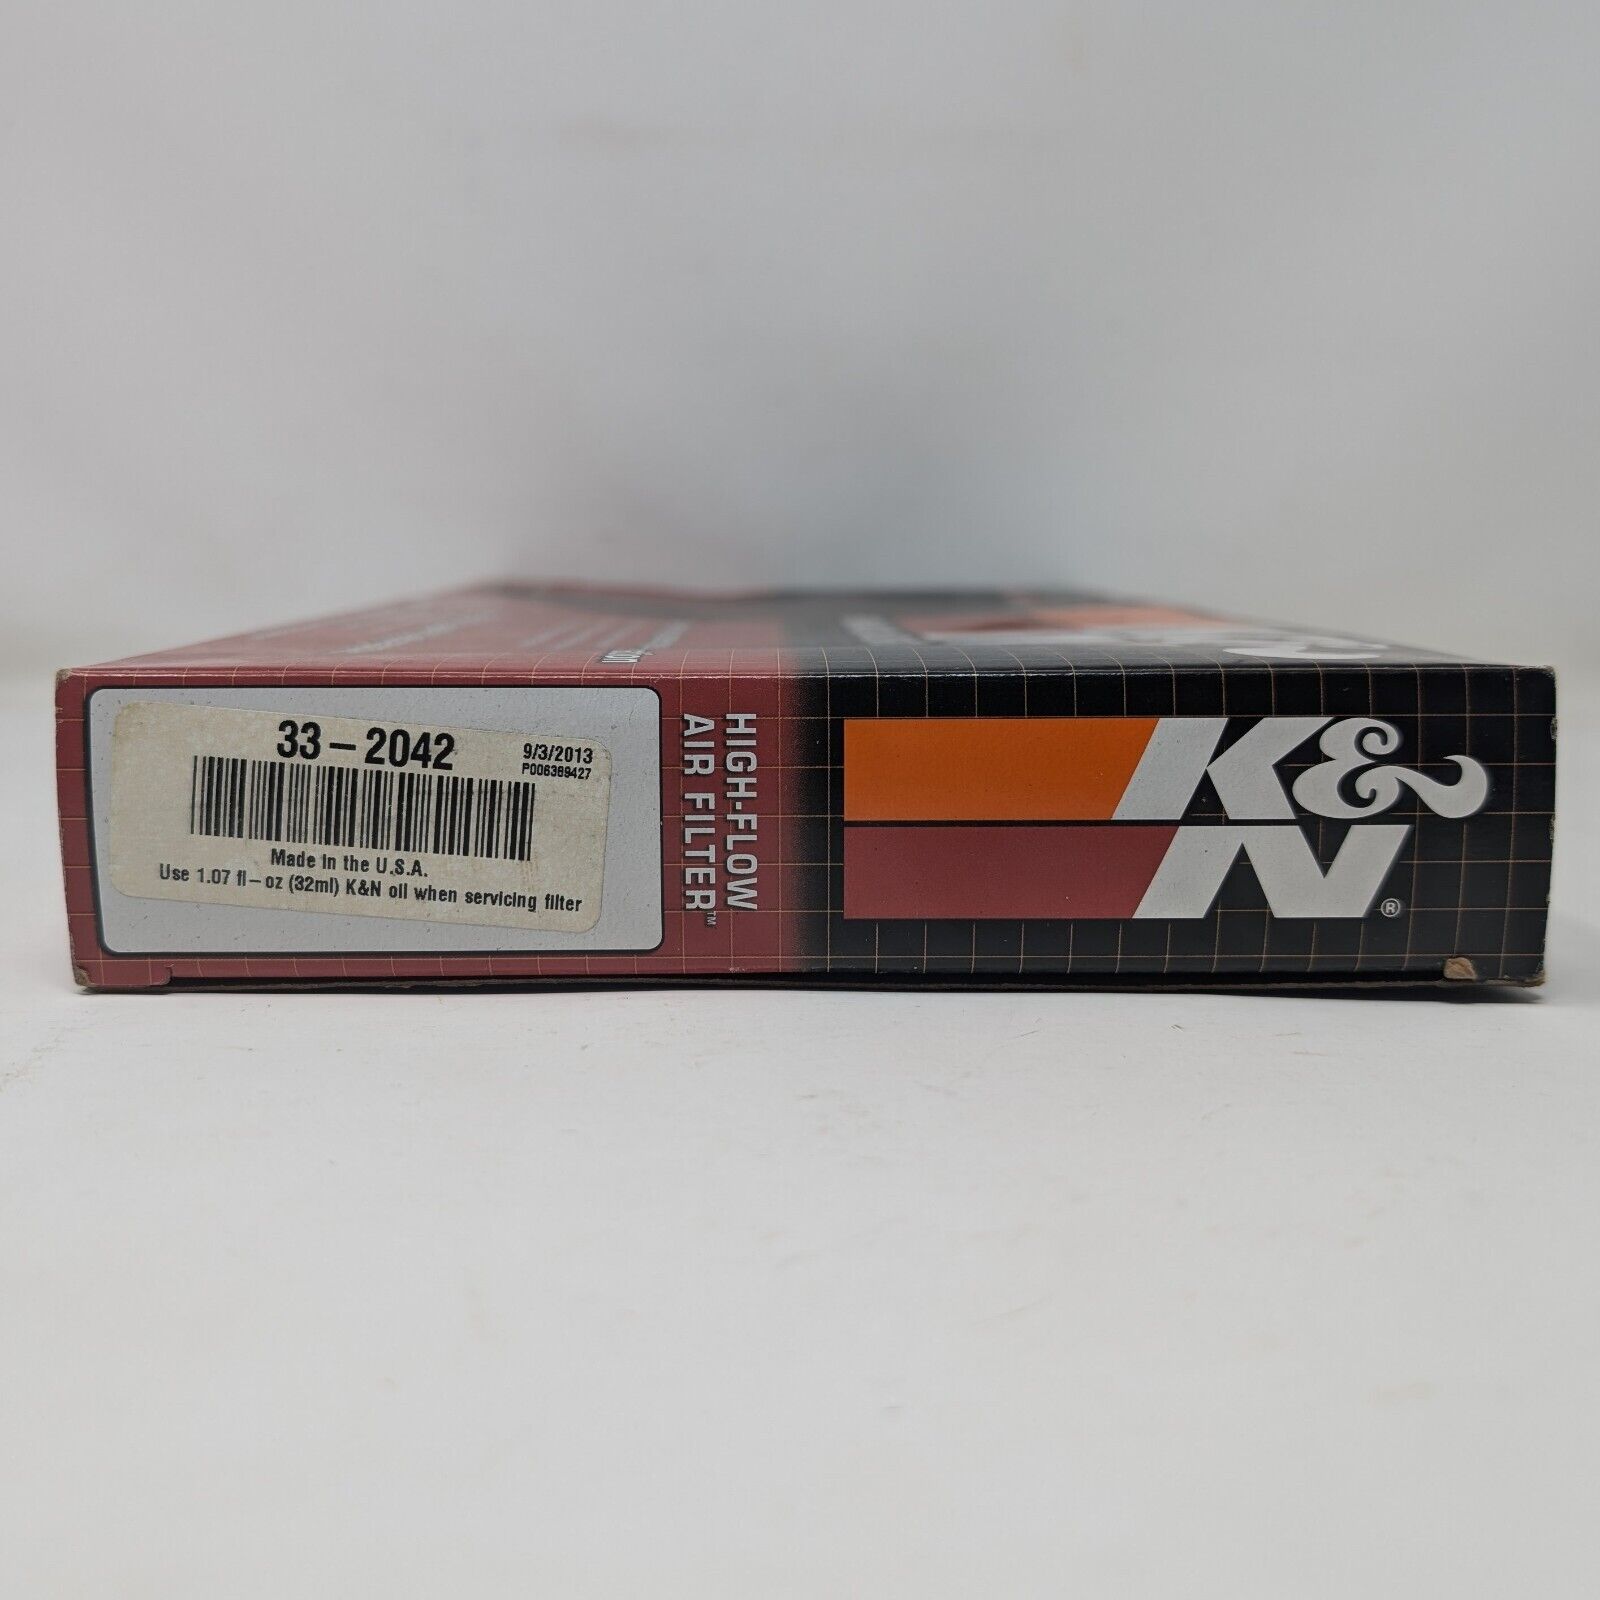 33-2042
9/3/2013
P006389427
Made in the U.S.A.
Use 1.07 fl-oz (32ml) K&N oil when servicing filter
HIGH-FLOW
AIR FILTER™
K&
N®